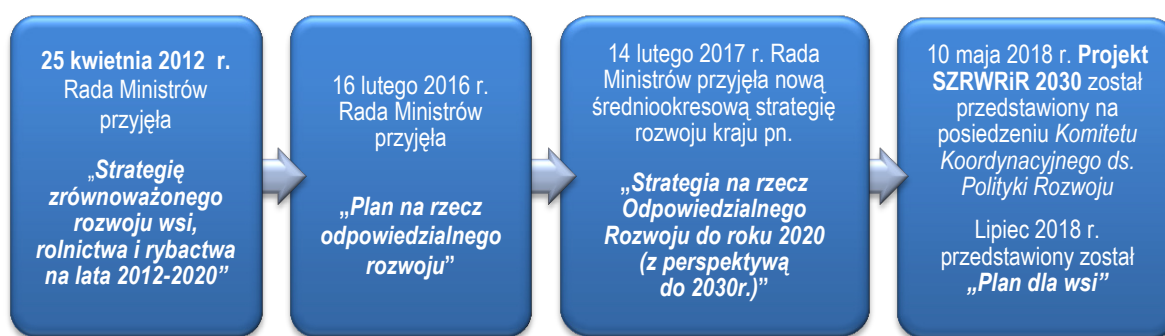 25 kwietnia 2012 r.
Rada Ministrów
przyjęła
„Strategię
zrównoważonego
rozwoju wsi,
rolnictwa i rybactwa
na lata 2012-2020”
16 lutego 2016 r.
Rada Ministrów
przyjęła
„Plan na rzecz
odpowiedzialnego
rozwoju”
14 lutego 2017 r. Rada
Ministrów przyjęła nową
średniookresową strategię
rozwoju kraju pn.
„Strategia na rzecz
Odpowiedzialnego
Rozwoju do roku 2020
(z perspektywą
do 2030r.)”
10 maja 2018 r. Projekt
SZRWRiR 2030 został
przedstawiony na
posiedzeniu Komitetu
Koordynacyjnego ds.
Polityki Rozwoju
Lipiec 2018 r.
przedstawiony został
„Plan dla wsi”